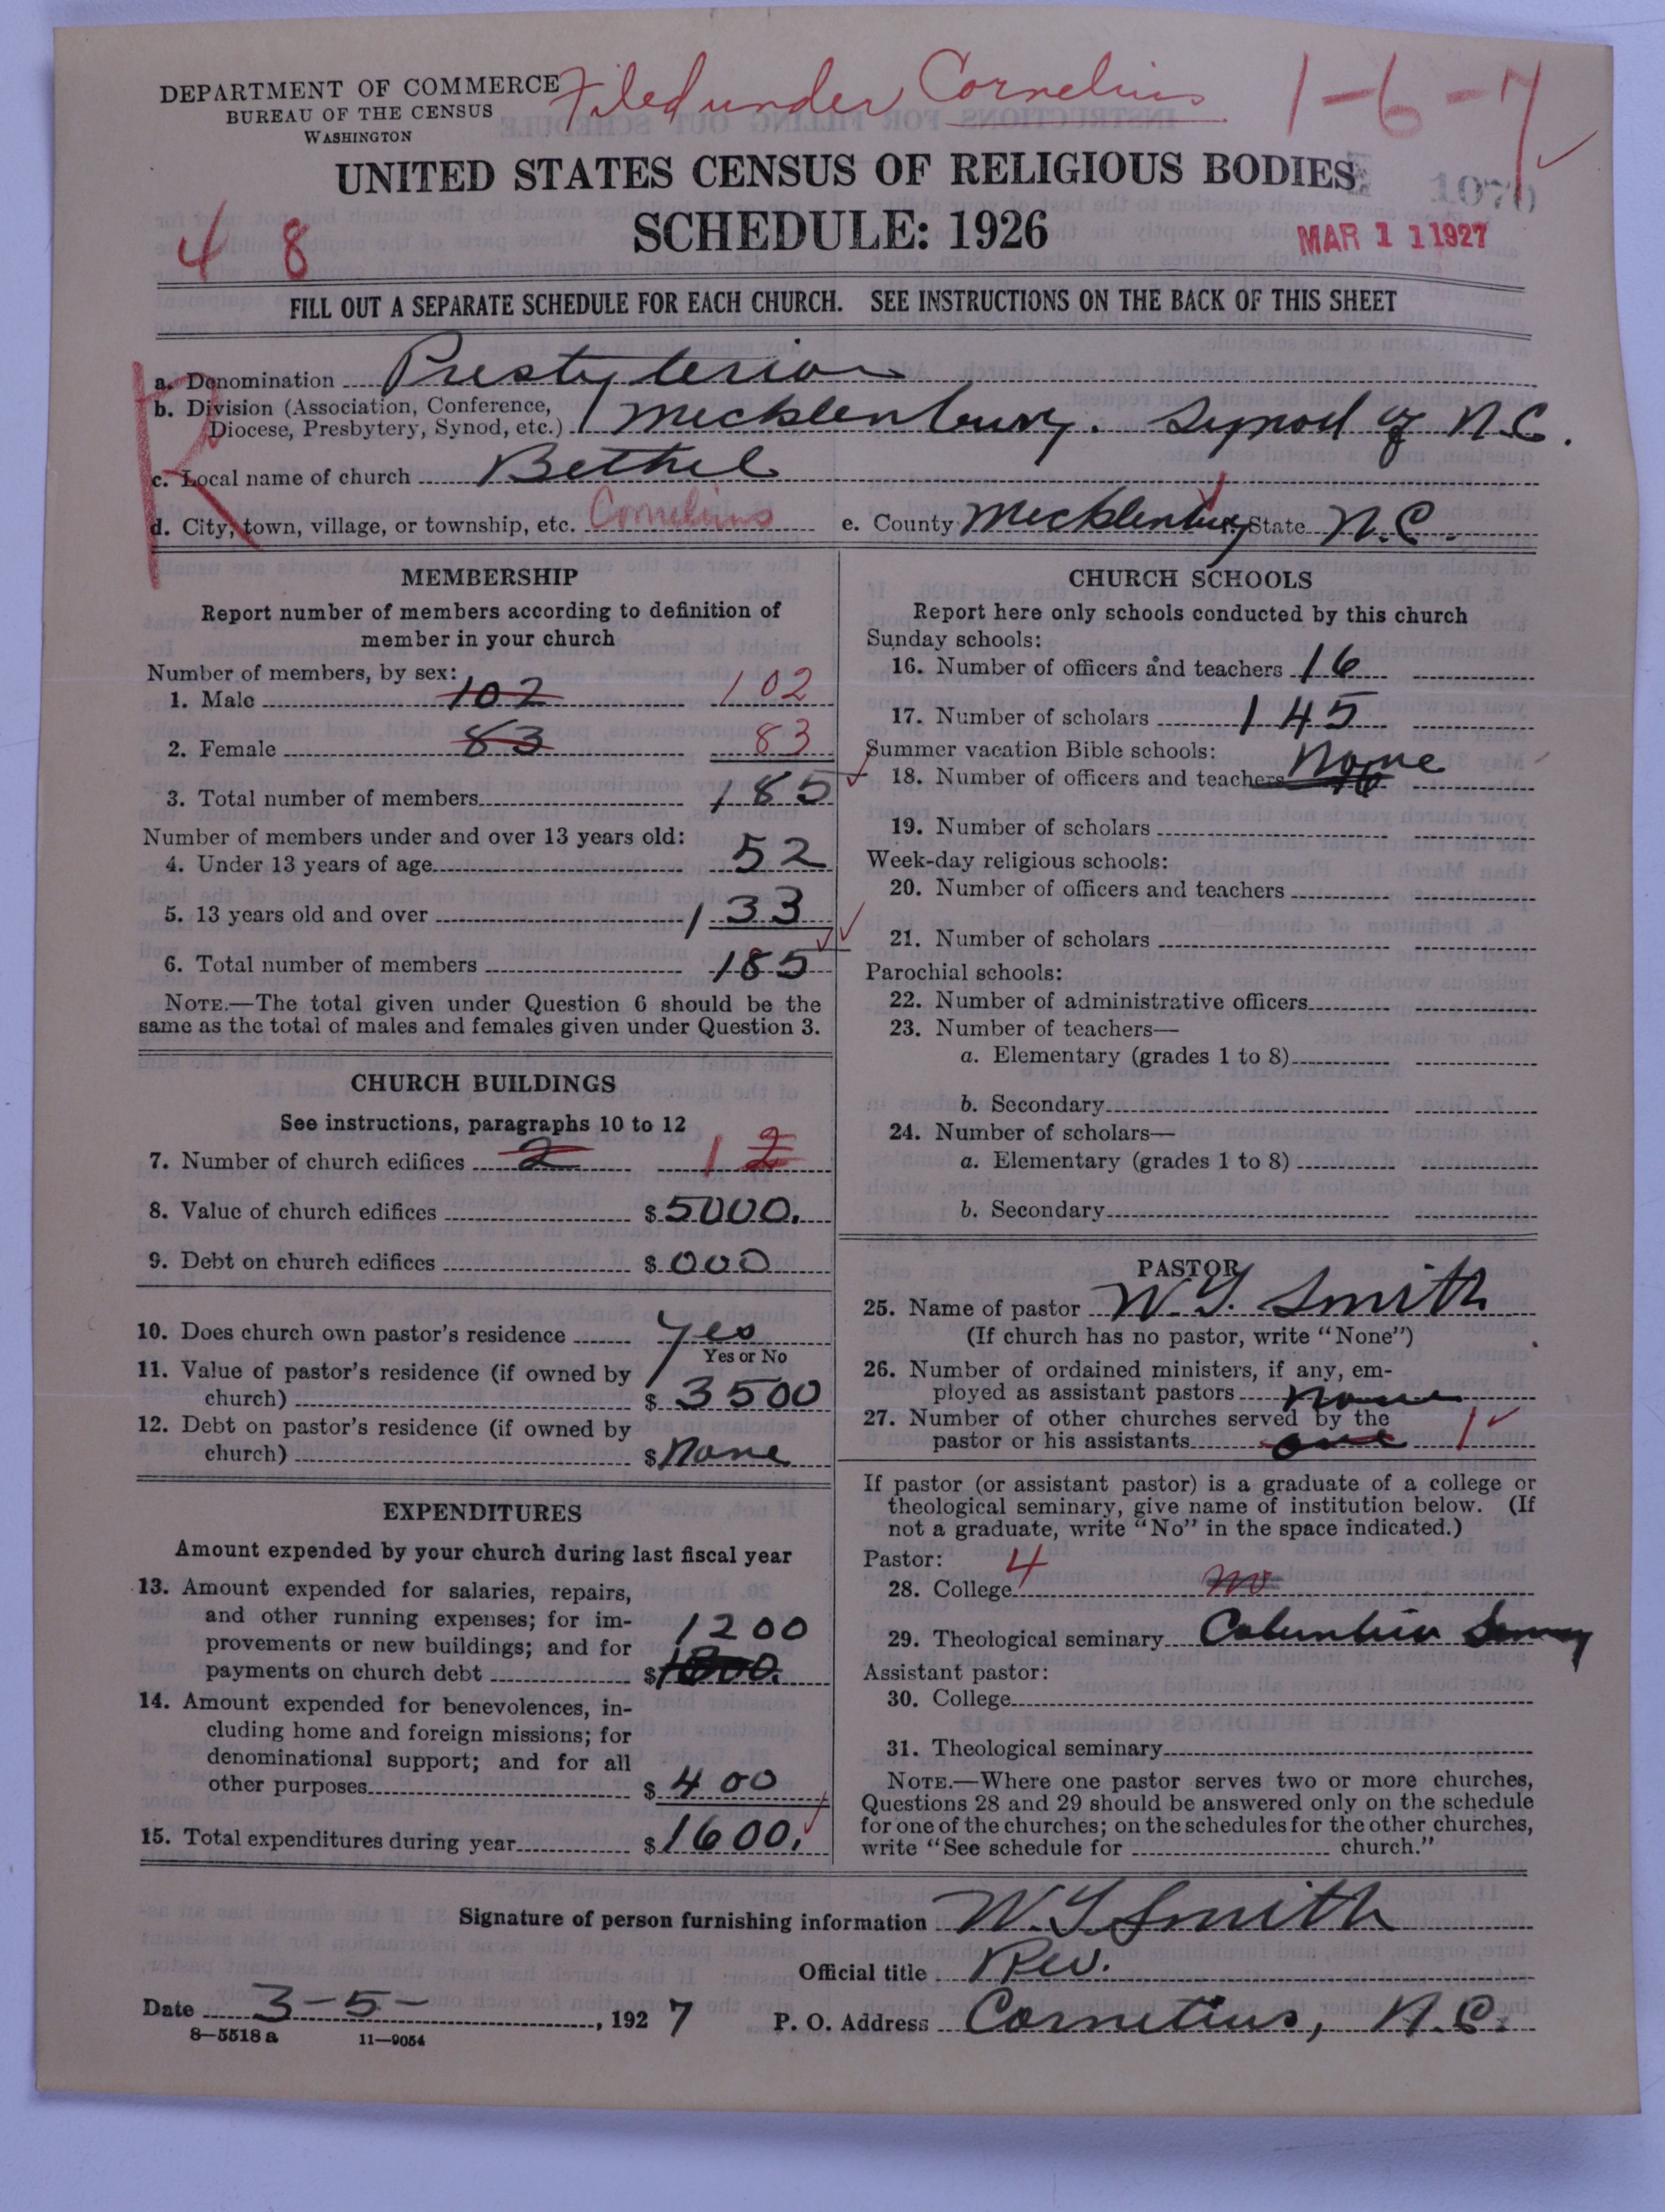 DEPARTMENT OF COMMERCE
BUREAU OF THE CENSUS
WASHINGTON
Filed under Cornelius
1-6-7
UNITED STATES CENSUS OF RELIGIOUS BODIES
1070
SCHEDULE: 1926
4 8
MAR 11 1927
FILL OUT A SEPARATE SCHEDULE FOR EACH CHURCH. SEE INSTRUCTIONS ON THE BACK OF THIS SHEET
a. Denomination Presbyterian
b. Division (Association, Conference,
Diocese, Presbytery, Synod, etc.) Mecklenburg. Synod of N.C.
c. Local name of church Bethel
d. City, town, village, or township, etc. Cornelius e. County Mecklenburg State N.C.
MEMBERSHIP
Report number of members according to definition of
member in your church
Number of members, by sex:
1. Male 102 102
2. Female 83 83
3. Total number of members 185
Number of members under and over 13 years old:
4. Under 13 years of age 52
5. 13 years old and over 133
6. Total number of members 185
NOTE.—The total given under Question 6 should be the
same as the total of males and females given under Question 3.
CHURCH BUILDINGS
See instructions, paragraphs 10 to 12
7. Number of church edifices 2 1 2
8. Value of church edifices $ 5000.
9. Debt on church edifices $ 000
10. Does church own pastor's residence Yes
Yes or No
11. Value of pastor's residence (if owned by
church) $ 3500
12. Debt on pastor's residence (if owned by
church) $ None
EXPENDITURES
Amount expended by your church during last fiscal year
13. Amount expended for salaries, repairs,
and other running expenses; for im-
provements or new buildings; and for 1200
payments on church debt $
14. Amount expended for benevolences, in-
cluding home and foreign missions; for
denominational support; and for all
other purposes $ 400
15. Total expenditures during year $ 1600.
CHURCH SCHOOLS
Report here only schools conducted by this church
Sunday schools:
16. Number of officers and teachers 16
17. Number of scholars 145
Summer vacation Bible schools:
18. Number of officers and teachers None 16
19. Number of scholars
Week-day religious schools:
20. Number of officers and teachers
21. Number of scholars
Parochial schools:
22. Number of administrative officers
23. Number of teachers—
a. Elementary (grades 1 to 8)
b. Secondary
24. Number of scholars—
a. Elementary (grades 1 to 8)
b. Secondary
PASTOR
25. Name of pastor W. T. Smith
(If church has no pastor, write "None")
26. Number of ordained ministers, if any, em-
ployed as assistant pastors None
27. Number of other churches served by the
pastor or his assistants one 1
If pastor (or assistant pastor) is a graduate of a college or
theological seminary, give name of institution below. (If
not a graduate, write "No" in the space indicated.)
Pastor:
28. College 4 no
29. Theological seminary Columbia
Assistant pastor:
30. College
31. Theological seminary
NOTE.—Where one pastor serves two or more churches,
Questions 28 and 29 should be answered only on the schedule
for one of the churches; on the schedules for the other churches,
write "See schedule for church."
Signature of person furnishing information W. T. Smith
Official title Rev.
Date 3-5-, 1927 P. O. Address Cornelius, N.C.
8—5518 a 11—9054